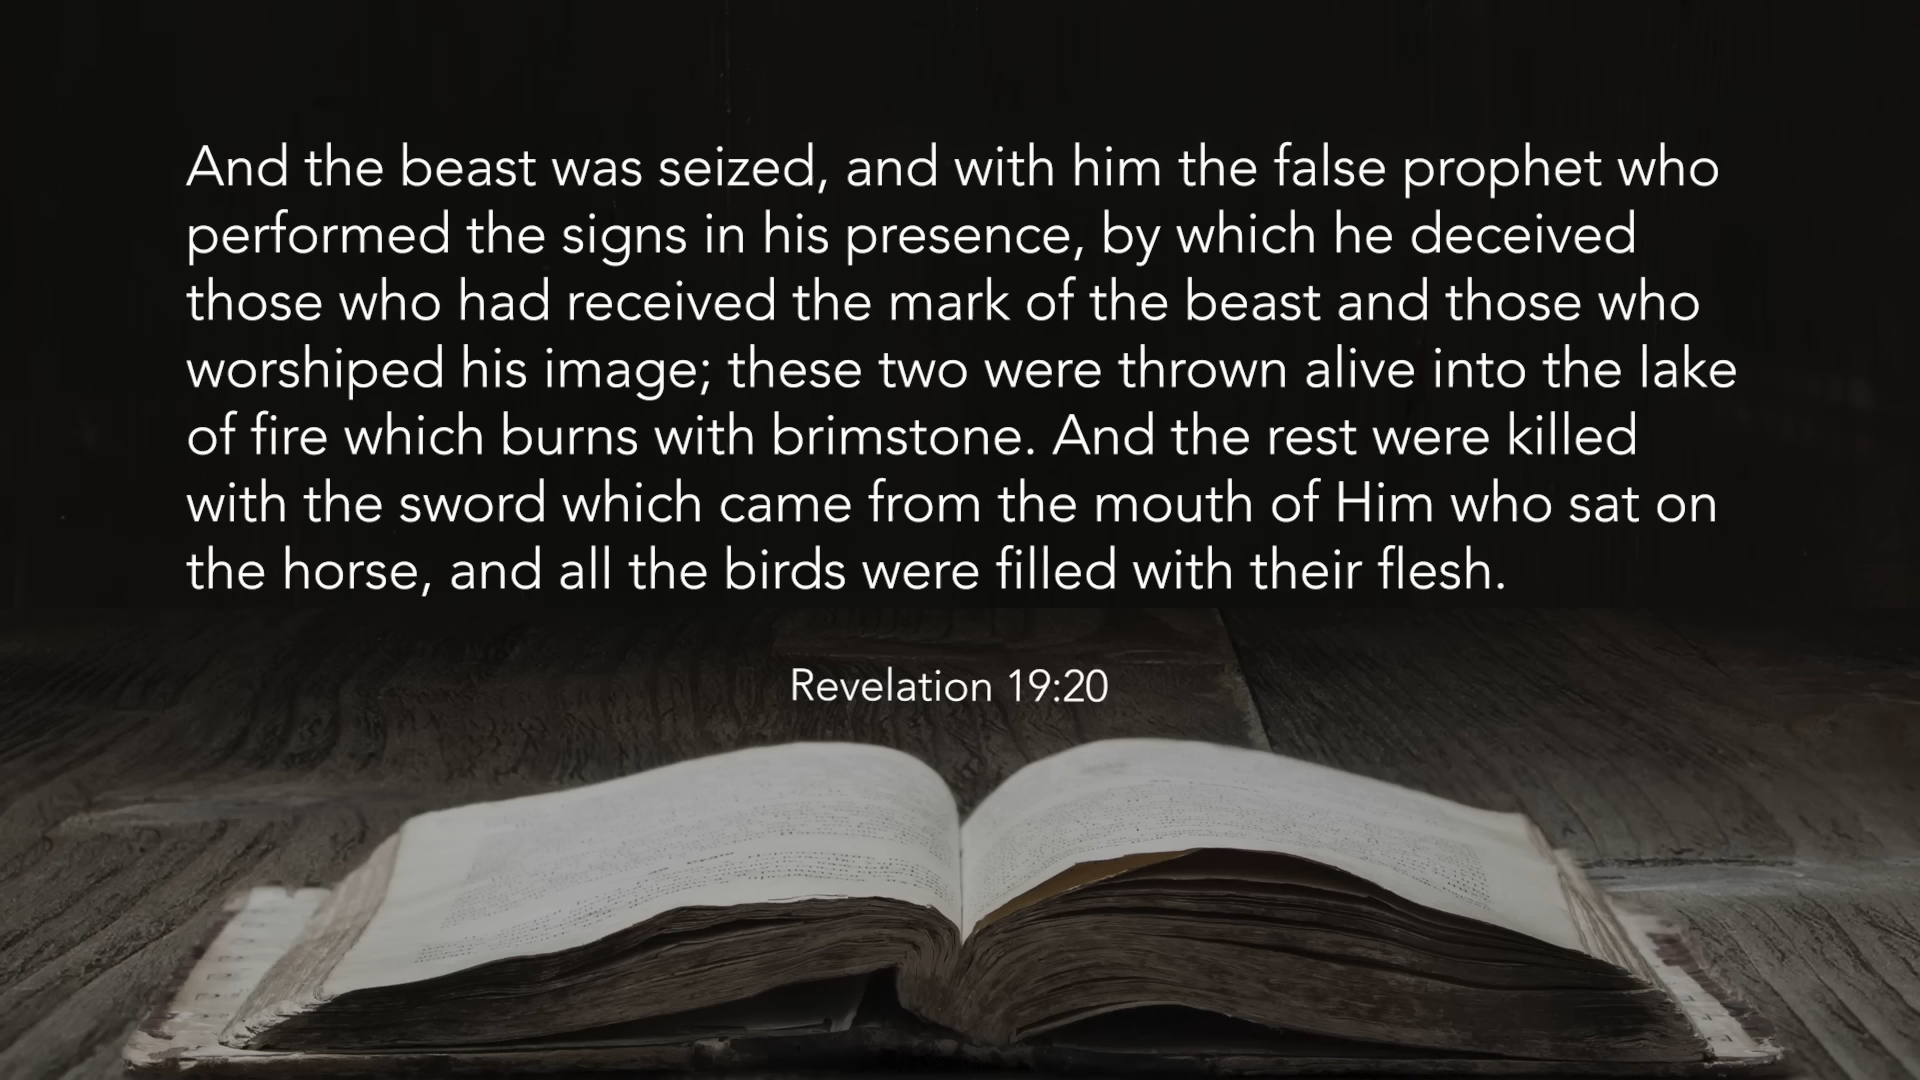 And the beast was seized, and with him the false prophet who
performed the signs in his presence, by which he deceived
those who had received the mark of the beast and those who
worshiped his image; these two were thrown alive into the lake
of fire which burns with brimstone. And the rest were killed
with the sword which came from the mouth of Him who sat on
the horse, and all the birds were filled with their flesh.
Revelation 19:20